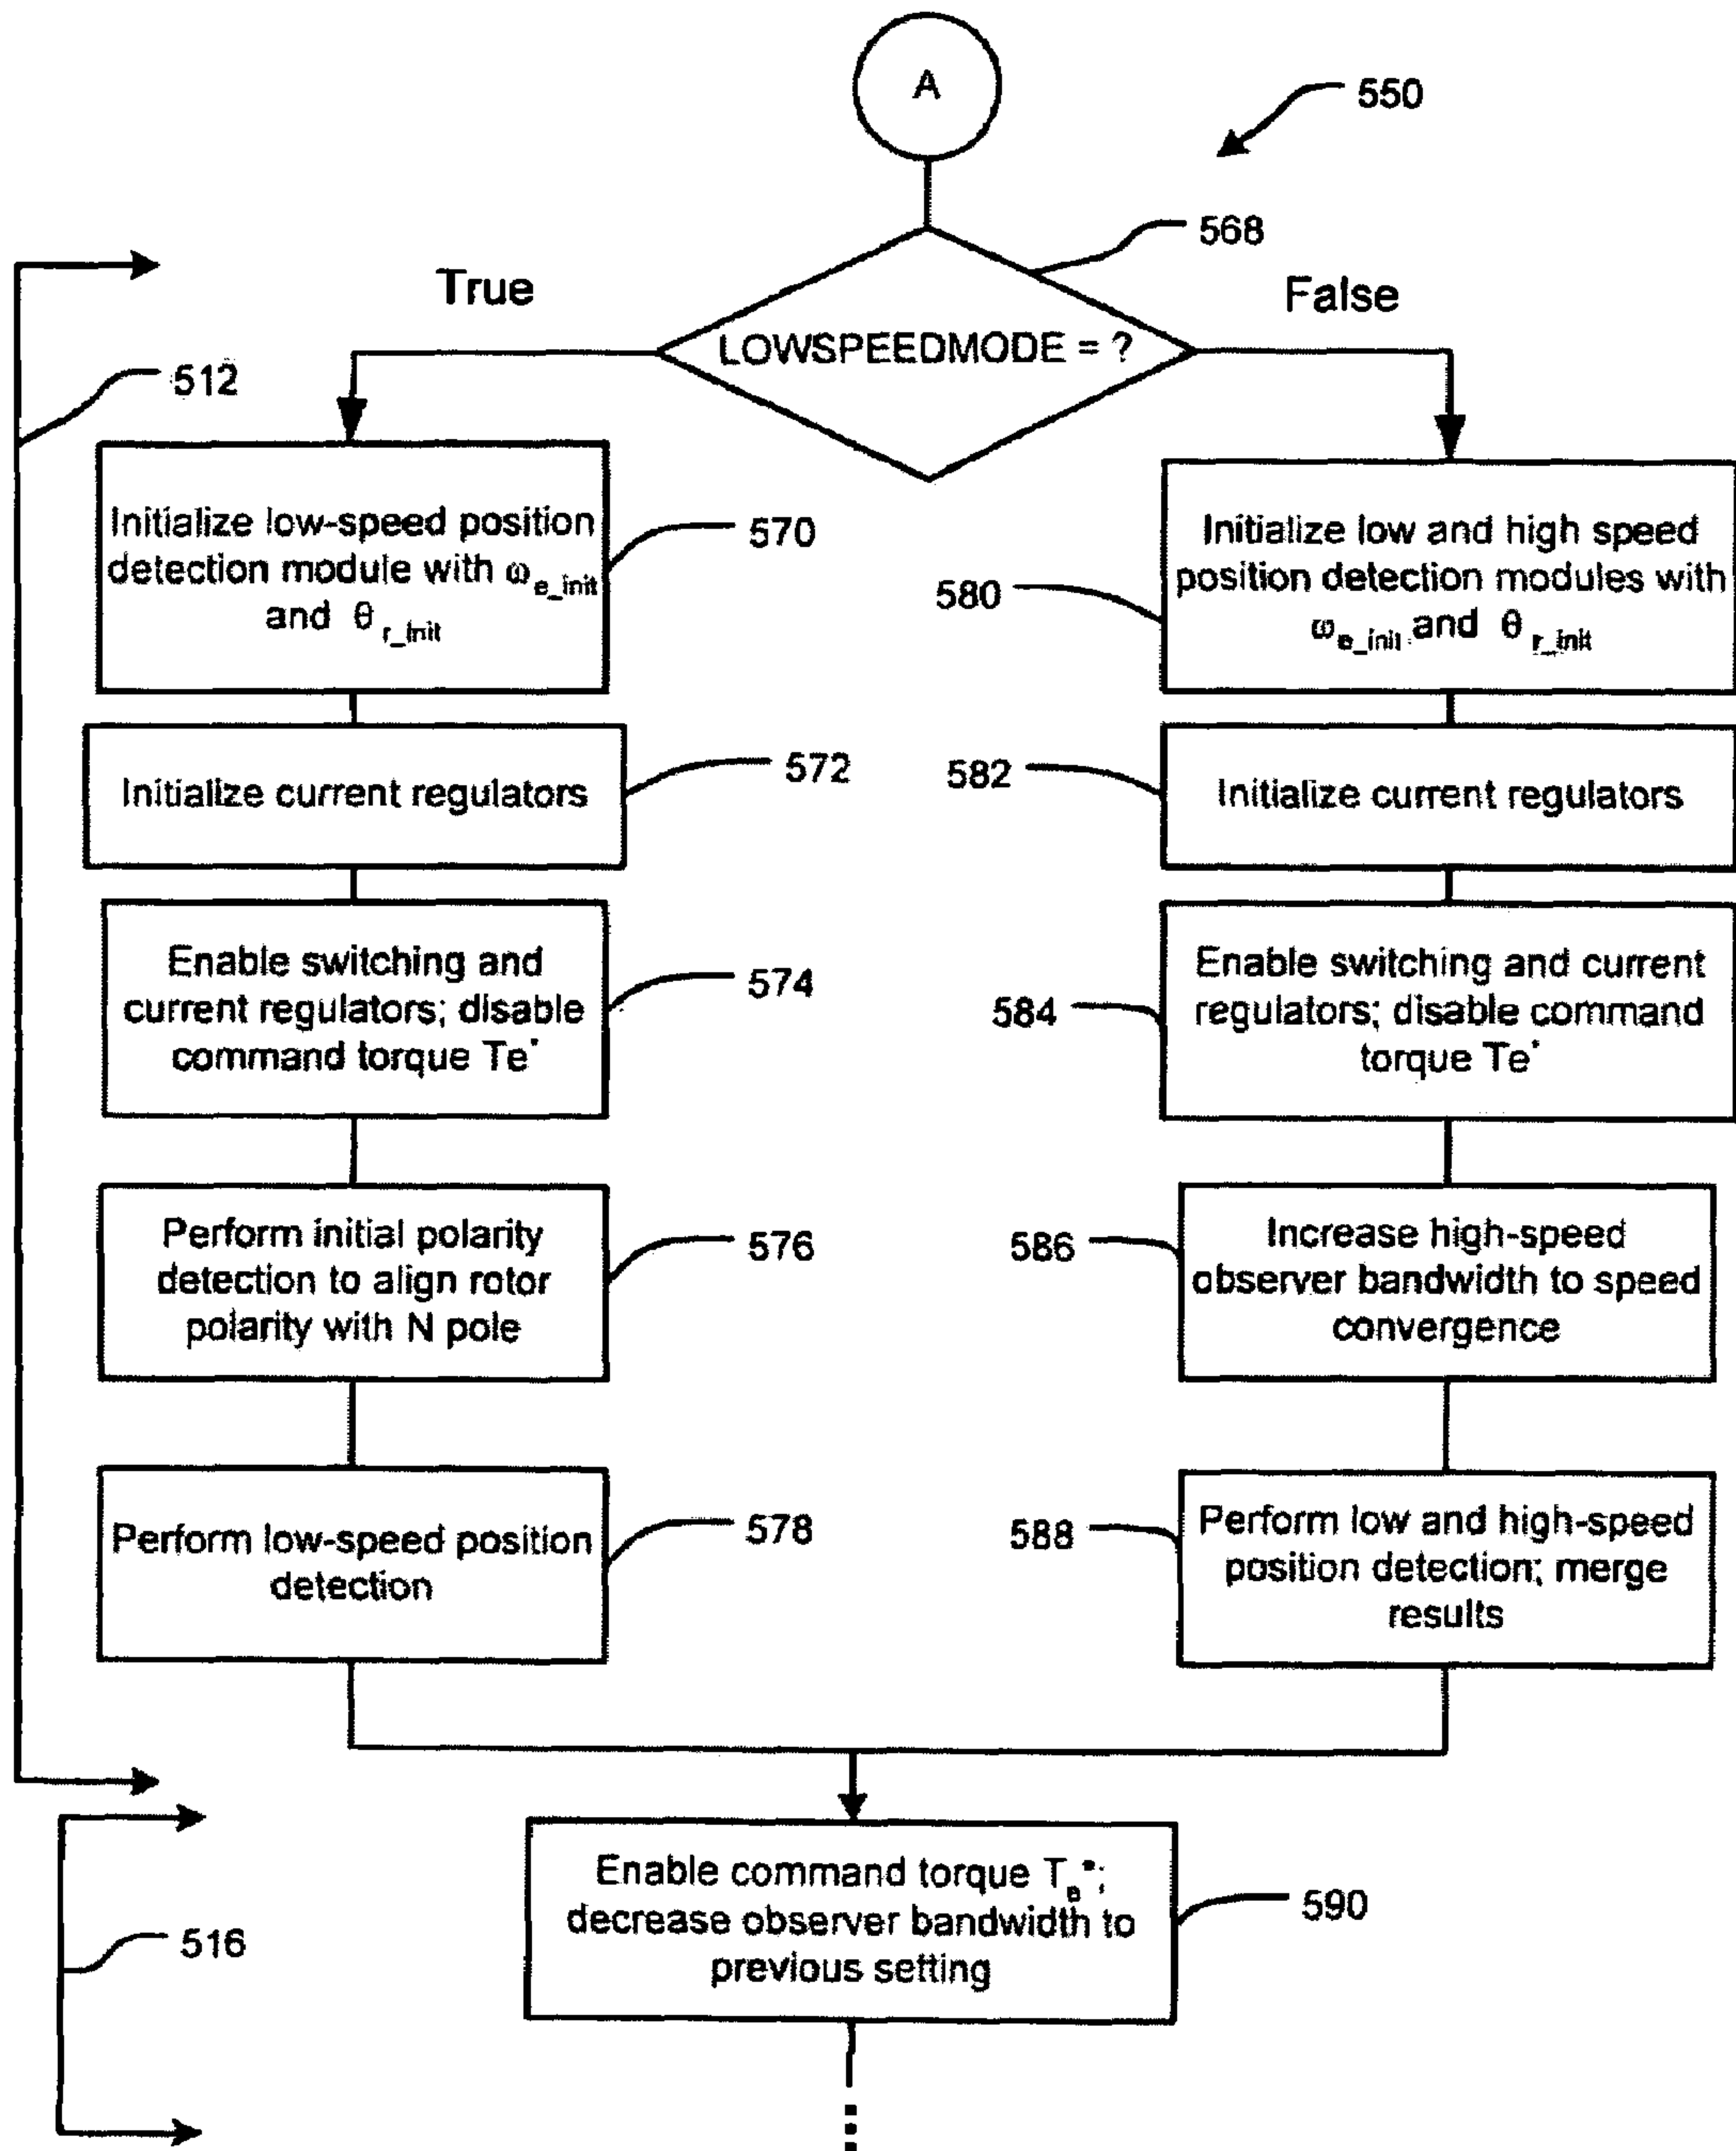 A
550
568
True
False
LOWSPEEDMODE = ?
512
Initialize low-speed position
detection module with ω_e_init
and θ_r_init
570
Initialize low and high speed
position detection modules with
ω_e_init and θ_r_init
580
Initialize current regulators
572
582
Initialize current regulators
Enable switching and
current regulators; disable
command torque Te*
574
584
Enable switching and current
regulators; disable command
torque Te*
Perform initial polarity
detection to align rotor
polarity with N pole
576
586
Increase high-speed
observer bandwidth to speed
convergence
Perform low-speed position
detection
578
588
Perform low and high-speed
position detection; merge
results
Enable command torque T_e*;
decrease observer bandwidth to
previous setting
590
516